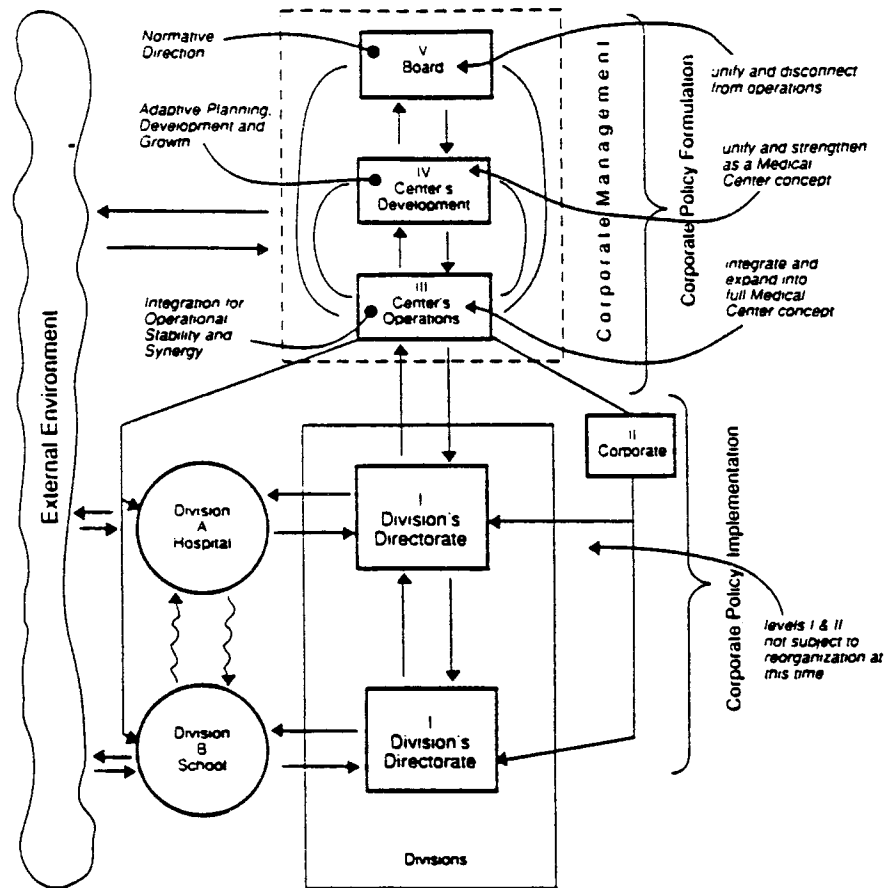 Normative
Direction
V
Board
unify and disconnect
from operations
Adaptive Planning,
Development and
Growth
IV
Center's
Development
unify and strengthen
as a Medical
Center concept
Integration for
Operational
Stability and
Synergy
III
Center's
Operations
integrate and
expand into
full Medical
Center concept
Corporate Management
Corporate Policy Formulation
External Environment
II
Corporate
Division
A
Hospital
I
Division's
Directorate
Corporate Policy Implementation
levels I & II
not subject to
reorganization at
this time
Division
B
School
I
Division's
Directorate
Divisions